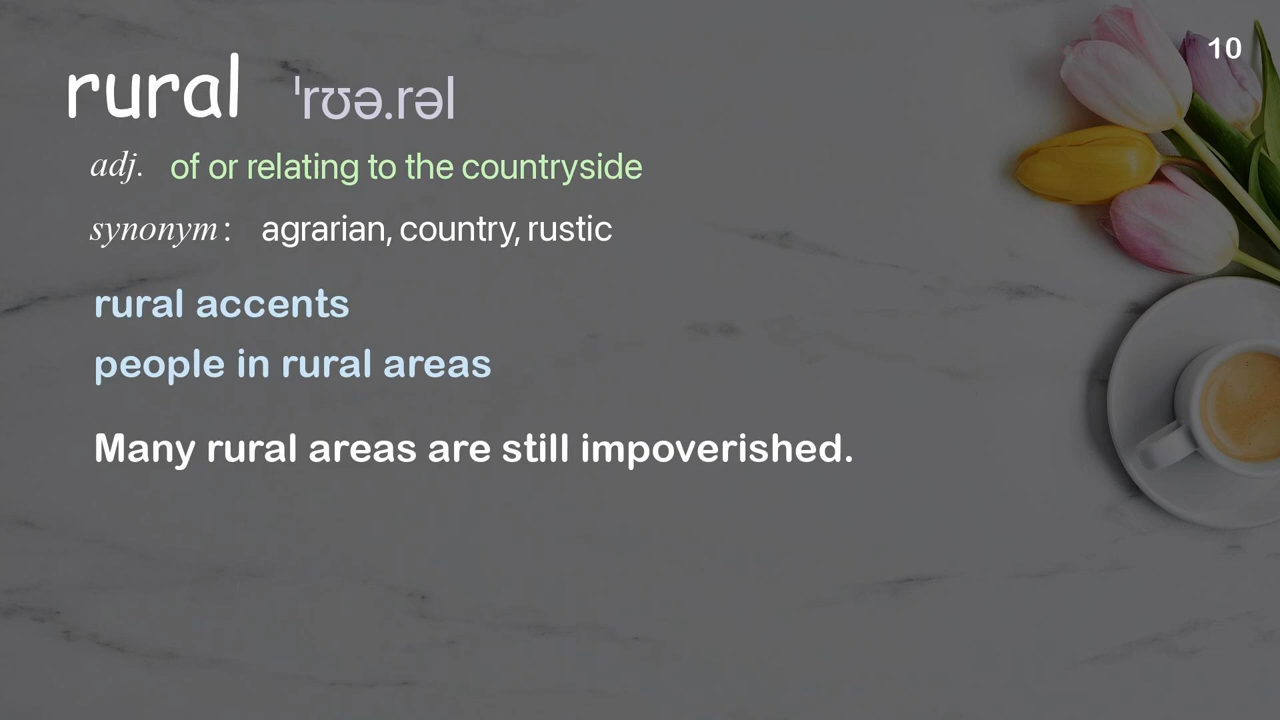 10
rural ˈrʊə.rəl
adj. of or relating to the countryside
synonym: agrarian, country, rustic
rural accents
people in rural areas
Many rural areas are still impoverished.